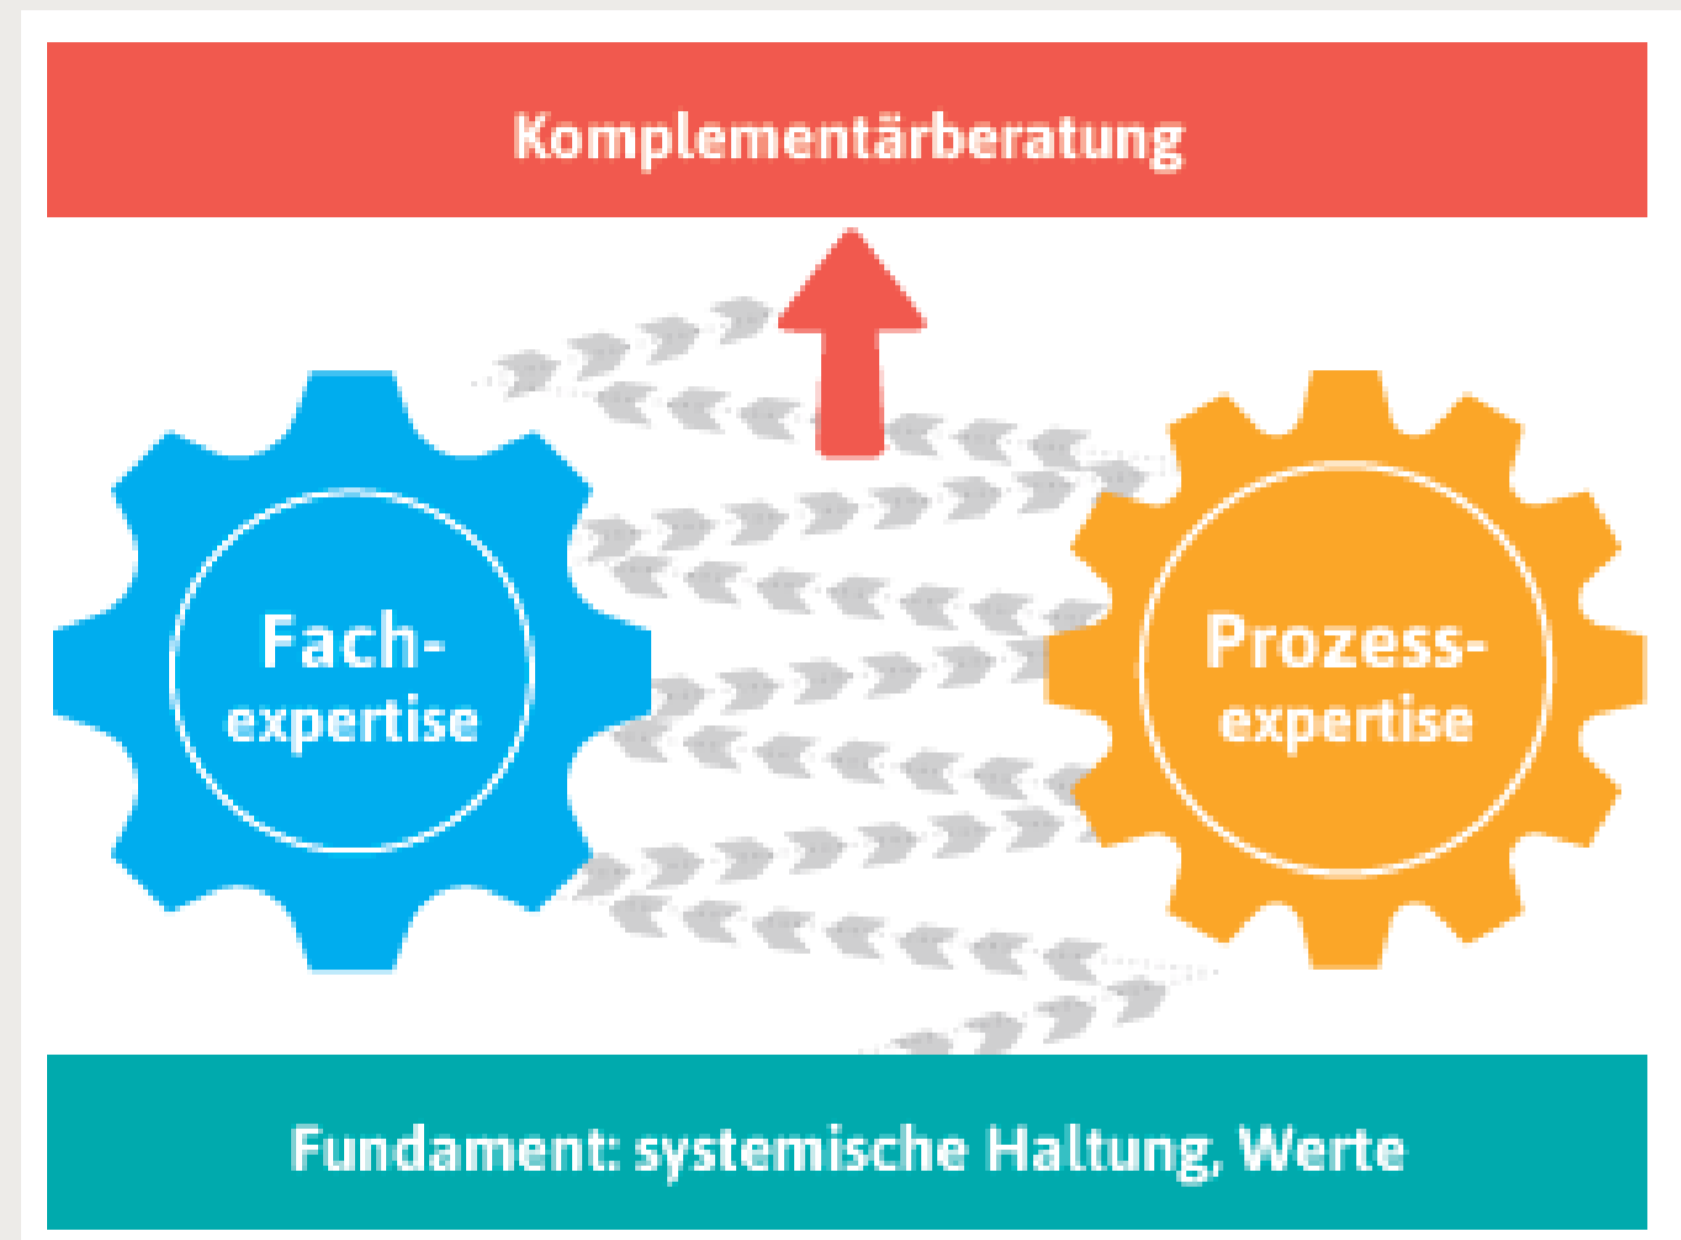 Komplementärberatung
Fach-
expertise
Prozess-
expertise
Fundament: systemische Haltung, Werte